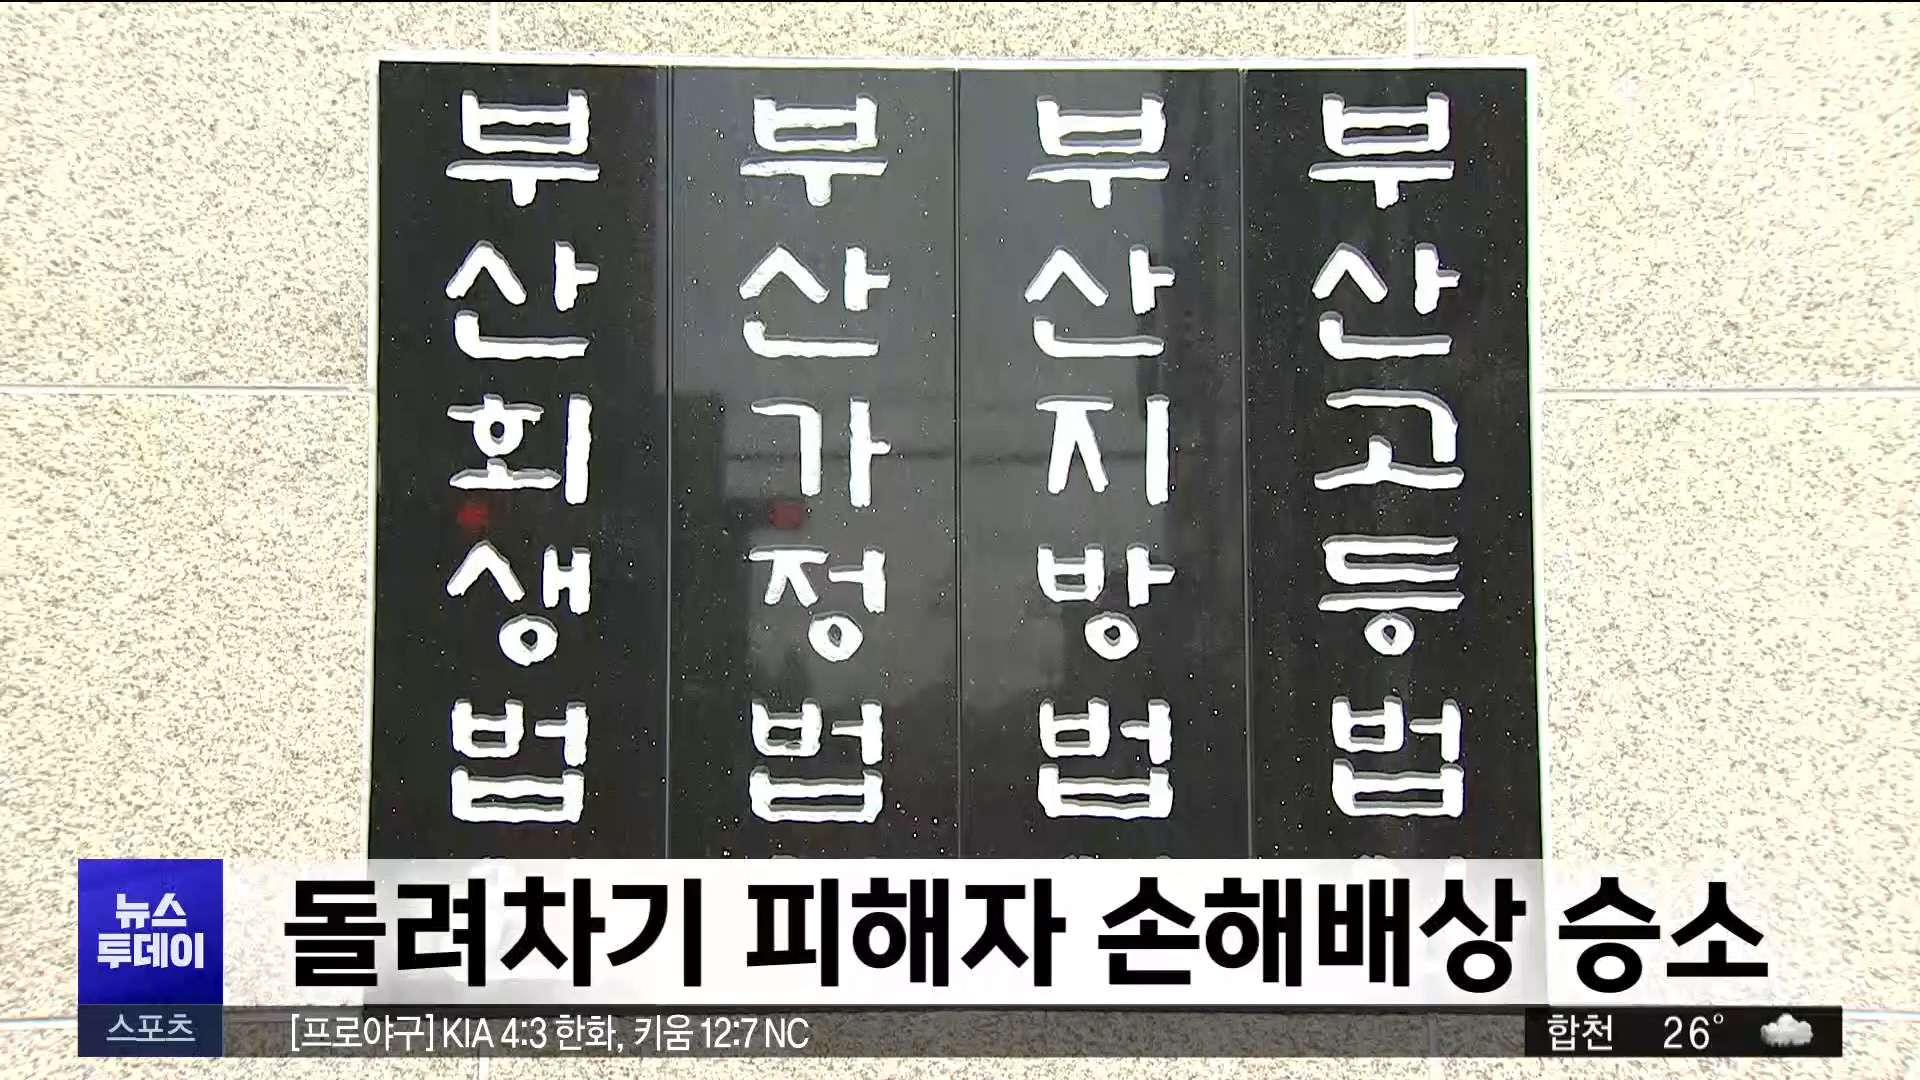 부산회생법
부산가정법
부산지방법
부산고등법
뉴스
투데이
돌려차기 피해자 손해배상 승소
스포츠
[프로야구] KIA 4:3 한화, 키움 12:7 NC
합천 26°